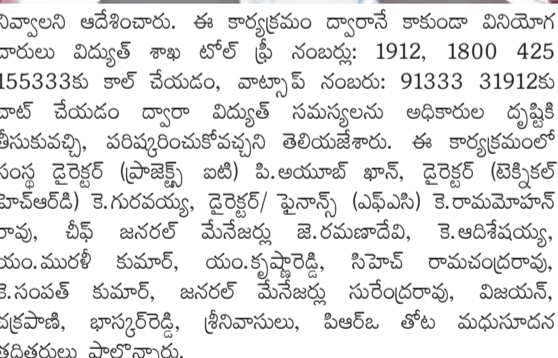 నివ్వాలని ఆదేశించారు. ఈ కార్యక్రమం ద్వారానే కాకుండా వినియోగ
దారులు విద్యుత్ శాఖ టోల్ ఫ్రీ నంబర్లు: 1912, 1800 425
155333కు కాల్ చేయడం, వాట్సాప్ నంబరు: 91333 31912కు
చాట్ చేయడం ద్వారా విద్యుత్ సమస్యలను అధికారుల దృష్టికి
తీసుకువచ్చి, పరిష్కరించుకోవచ్చని తెలియజేశారు. ఈ కార్యక్రమంలో
సంస్థ డైరెక్టర్ (ప్రాజెక్ట్స్ ఐటి) పి.అయూబ్ ఖాన్, డైరెక్టర్ (టెక్నికల్
హెచ్ఆర్‌డి) కె.గురవయ్య, డైరెక్టర్/ ఫైనాన్స్ (ఎఫ్ఎసి) కె.రామమోహన్
రావు, చీఫ్ జనరల్ మేనేజర్లు జె.రమణాదేవి, కె.ఆదిశేషయ్య,
యం.మురళీ కుమార్, యం.కృష్ణారెడ్డి, సిహెచ్ రామచంద్రరావు,
కె.సంపత్ కుమార్, జనరల్ మేనేజర్లు సురేంద్రరావు, విజయన్,
చక్రపాణి, భాస్కర్‌రెడ్డి, శ్రీనివాసులు, పిఆర్ఓ తోట మధుసూదన
తదితరులు పాల్గొన్నారు.